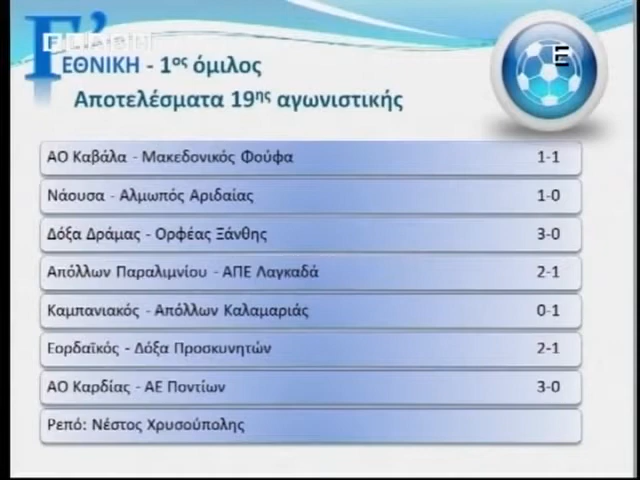 Γ' ΕΘΝΙΚΗ - 1ος όμιλος
Αποτελέσματα 19ης αγωνιστικής
ΑΟ Καβάλα - Μακεδονικός Φούφα 1-1
Νάουσα - Αλμωπός Αριδαίας 1-0
Δόξα Δράμας - Ορφέας Ξάνθης 3-0
Απόλλων Παραλιμνίου - ΑΠΕ Λαγκαδά 2-1
Καμπανιακός - Απόλλων Καλαμαριάς 0-1
Εορδαϊκός - Δόξα Προσκυνητών 2-1
ΑΟ Καρδίας - ΑΕ Ποντίων 3-0
Ρεπό: Νέστος Χρυσούπολης
E